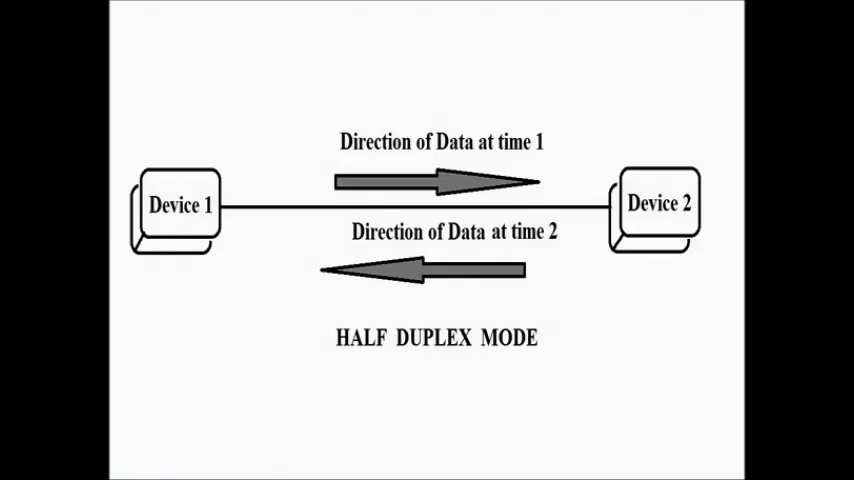 Direction of Data at time 1
Device 1
Device 2
Direction of Data at time 2
HALF DUPLEX MODE